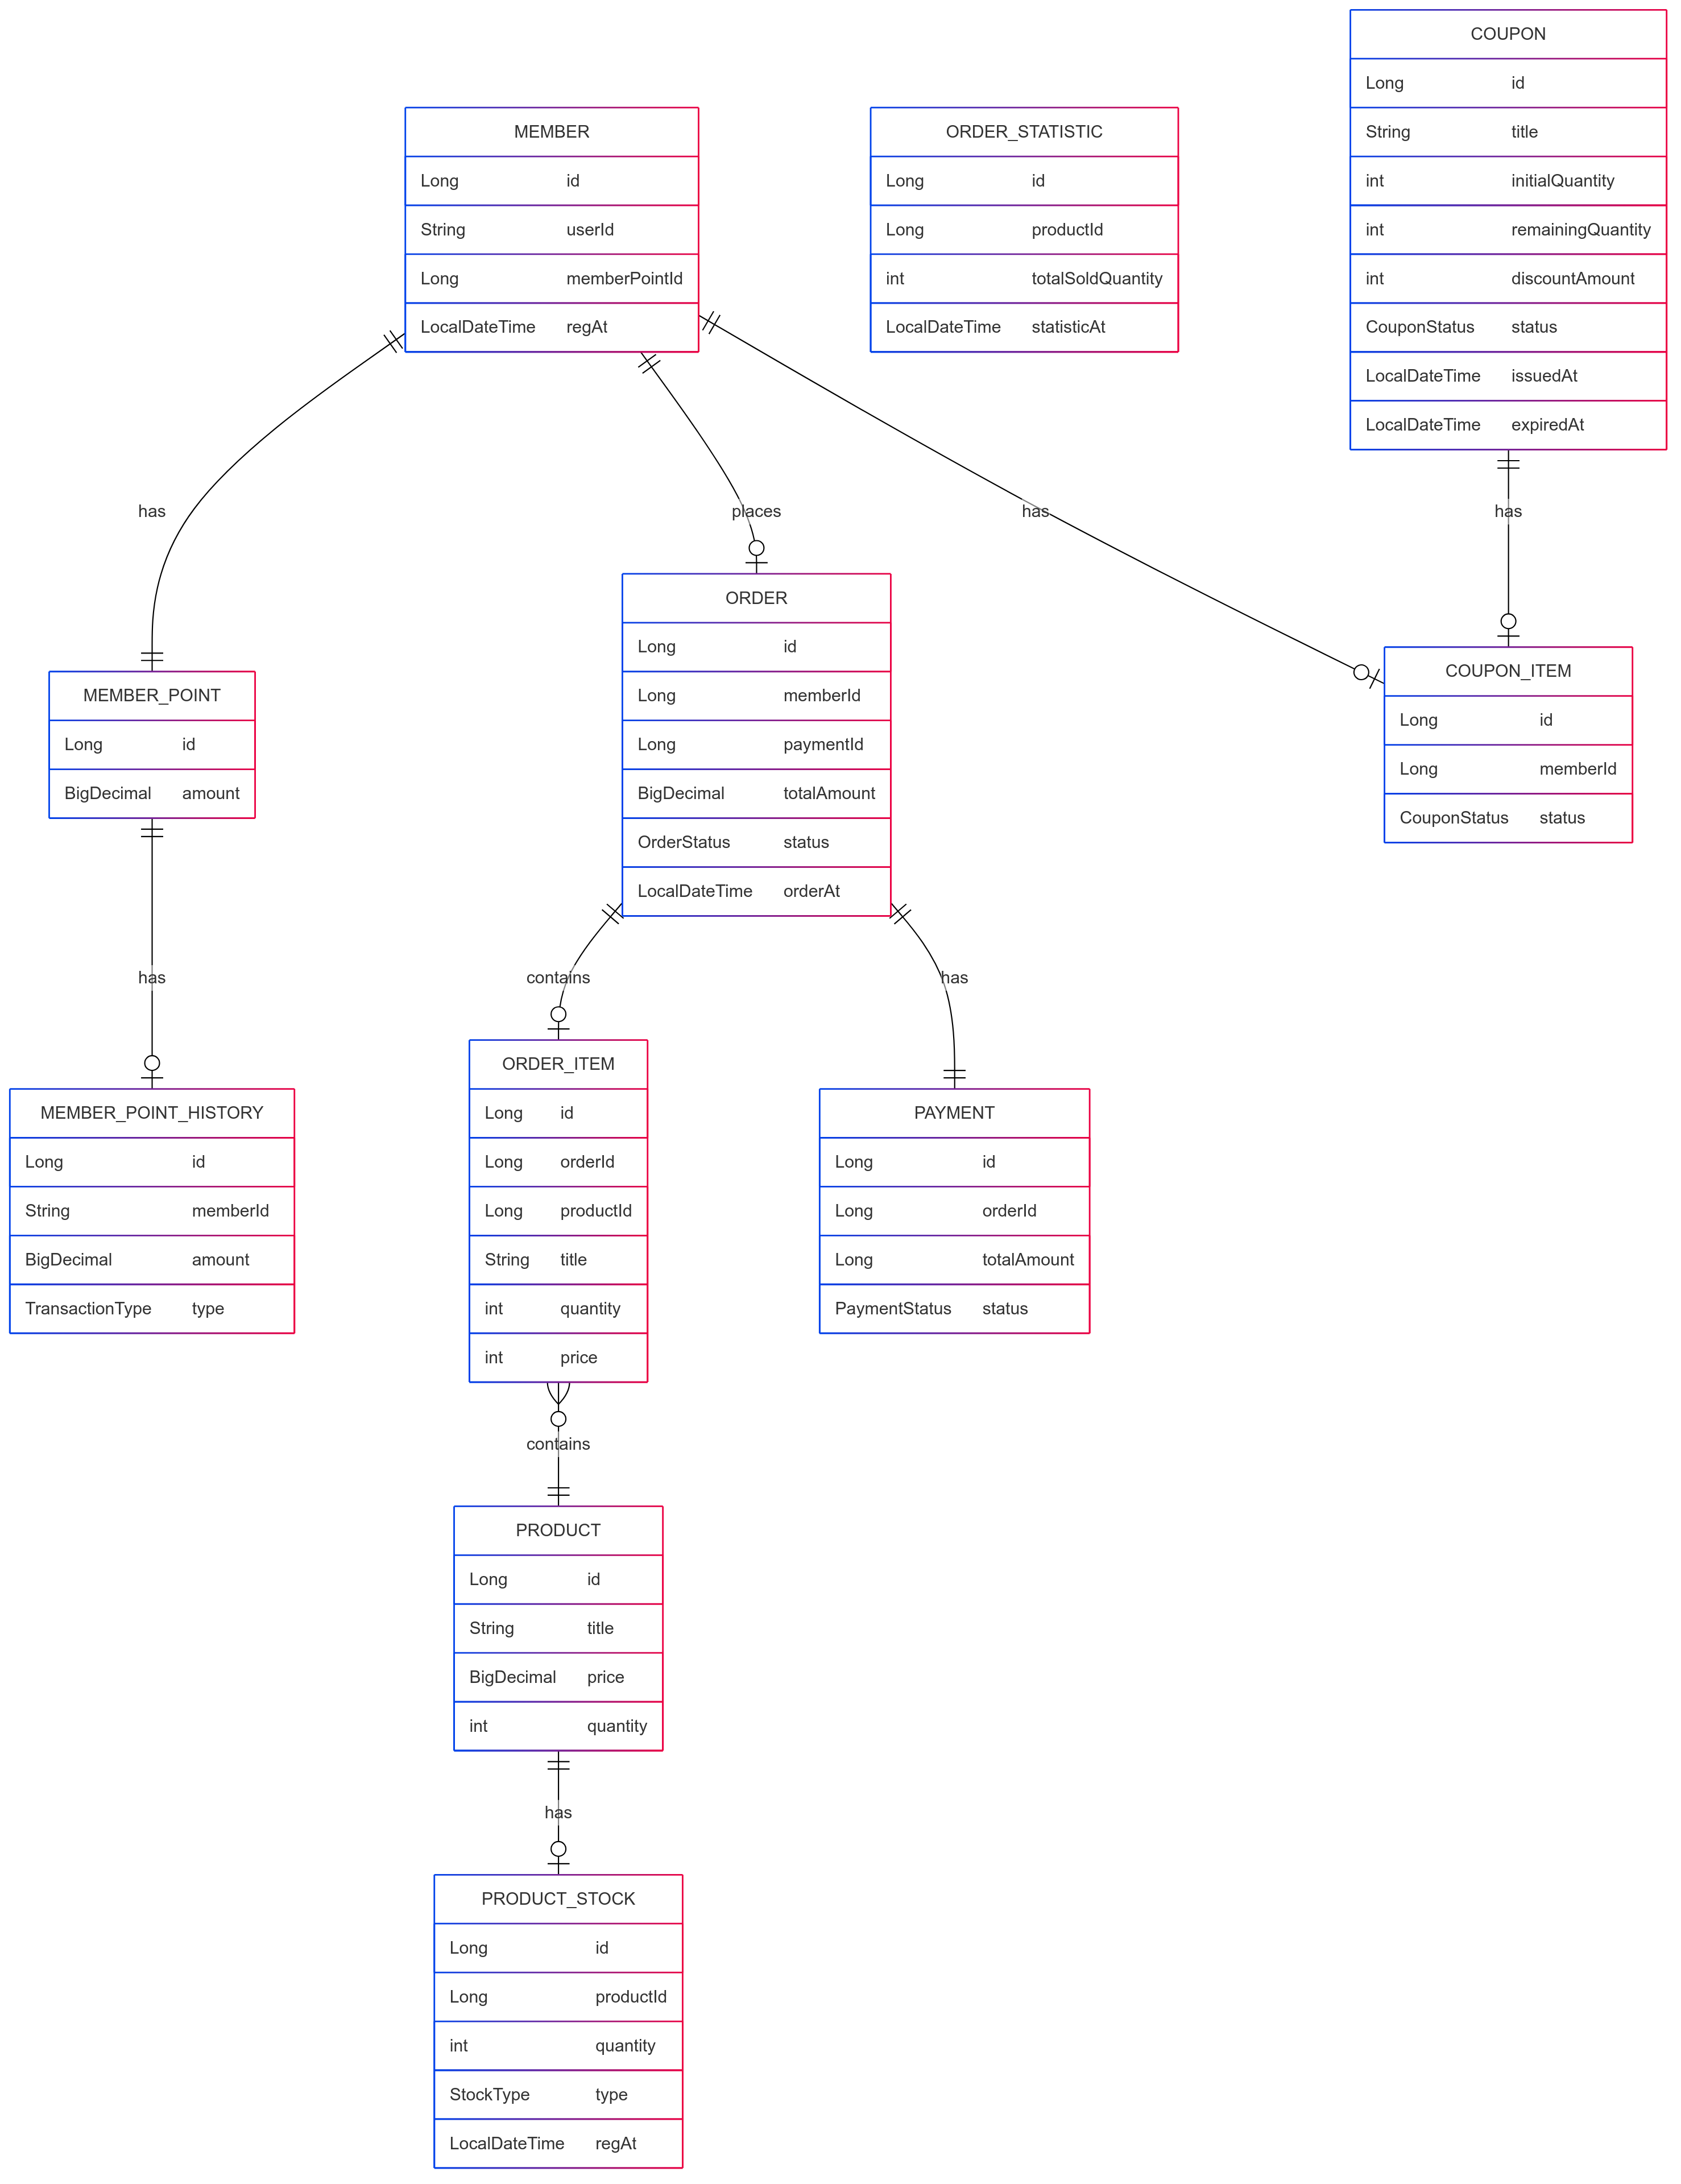 COUPON
Long id
String title
int initialQuantity
int remainingQuantity
int discountAmount
CouponStatus status
LocalDateTime issuedAt
LocalDateTime expiredAt
MEMBER
Long id
String userId
Long memberPointId
LocalDateTime regAt
ORDER_STATISTIC
Long id
Long productId
int totalSoldQuantity
LocalDateTime statisticAt
has
places
has
has
ORDER
Long id
Long memberId
Long paymentId
BigDecimal totalAmount
OrderStatus status
LocalDateTime orderAt
COUPON_ITEM
Long id
Long memberId
CouponStatus status
MEMBER_POINT
Long id
BigDecimal amount
has
contains
has
ORDER_ITEM
Long id
Long orderId
Long productId
String title
int quantity
int price
MEMBER_POINT_HISTORY
Long id
String memberId
BigDecimal amount
TransactionType type
PAYMENT
Long id
Long orderId
Long totalAmount
PaymentStatus status
contains
PRODUCT
Long id
String title
BigDecimal price
int quantity
has
PRODUCT_STOCK
Long id
Long productId
int quantity
StockType type
LocalDateTime regAt